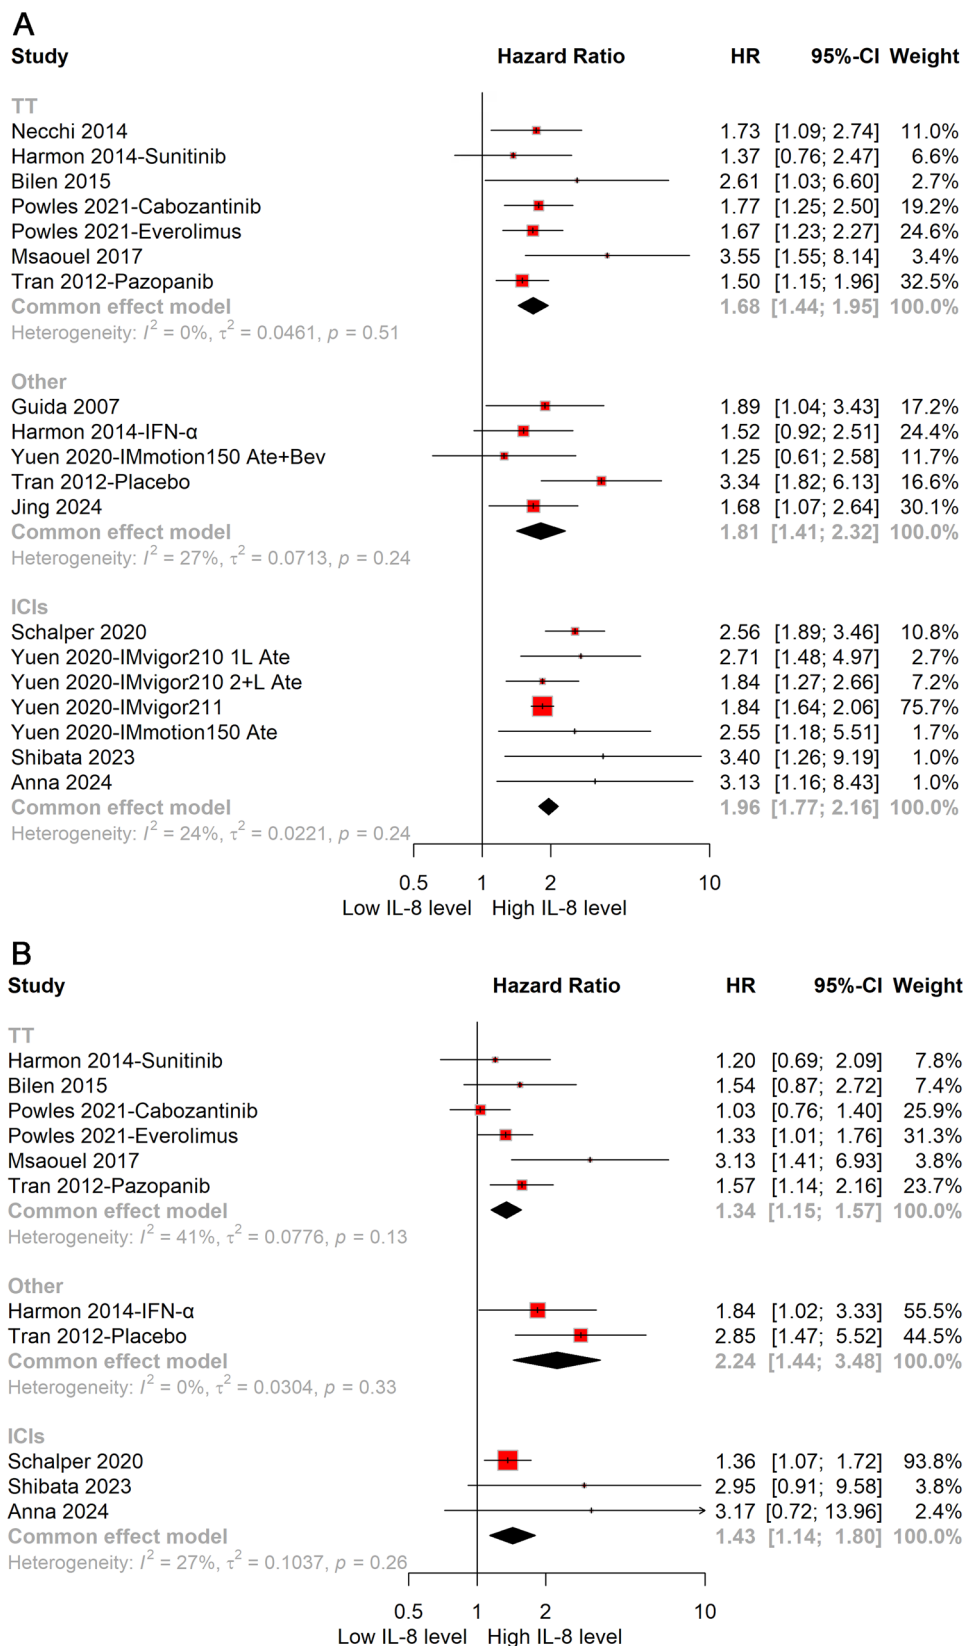 A
Study Hazard Ratio HR 95%-CI Weight
TT
Necchi 2014 1.73 [1.09; 2.74] 11.0%
Harmon 2014-Sunitinib 1.37 [0.76; 2.47] 6.6%
Bilen 2015 2.61 [1.03; 6.60] 2.7%
Powles 2021-Cabozantinib 1.77 [1.25; 2.50] 19.2%
Powles 2021-Everolimus 1.67 [1.23; 2.27] 24.6%
Msaouel 2017 3.55 [1.55; 8.14] 3.4%
Tran 2012-Pazopanib 1.50 [1.15; 1.96] 32.5%
Common effect model 1.68 [1.44; 1.95] 100.0%
Heterogeneity: I² = 0%, τ² = 0.0461, p = 0.51
Other
Guida 2007 1.89 [1.04; 3.43] 17.2%
Harmon 2014-IFN-α 1.52 [0.92; 2.51] 24.4%
Yuen 2020-IMmotion150 Ate+Bev 1.25 [0.61; 2.58] 11.7%
Tran 2012-Placebo 3.34 [1.82; 6.13] 16.6%
Jing 2024 1.68 [1.07; 2.64] 30.1%
Common effect model 1.81 [1.41; 2.32] 100.0%
Heterogeneity: I² = 27%, τ² = 0.0713, p = 0.24
ICIs
Schalper 2020 2.56 [1.89; 3.46] 10.8%
Yuen 2020-IMvigor210 1L Ate 2.71 [1.48; 4.97] 2.7%
Yuen 2020-IMvigor210 2+L Ate 1.84 [1.27; 2.66] 7.2%
Yuen 2020-IMvigor211 1.84 [1.64; 2.06] 75.7%
Yuen 2020-IMmotion150 Ate 2.55 [1.18; 5.51] 1.7%
Shibata 2023 3.40 [1.26; 9.19] 1.0%
Anna 2024 3.13 [1.16; 8.43] 1.0%
Common effect model 1.96 [1.77; 2.16] 100.0%
Heterogeneity: I² = 24%, τ² = 0.0221, p = 0.24
0.5 1 2 10
Low IL-8 level High IL-8 level
B
Study Hazard Ratio HR 95%-CI Weight
TT
Harmon 2014-Sunitinib 1.20 [0.69; 2.09] 7.8%
Bilen 2015 1.54 [0.87; 2.72] 7.4%
Powles 2021-Cabozantinib 1.03 [0.76; 1.40] 25.9%
Powles 2021-Everolimus 1.33 [1.01; 1.76] 31.3%
Msaouel 2017 3.13 [1.41; 6.93] 3.8%
Tran 2012-Pazopanib 1.57 [1.14; 2.16] 23.7%
Common effect model 1.34 [1.15; 1.57] 100.0%
Heterogeneity: I² = 41%, τ² = 0.0776, p = 0.13
Other
Harmon 2014-IFN-α 1.84 [1.02; 3.33] 55.5%
Tran 2012-Placebo 2.85 [1.47; 5.52] 44.5%
Common effect model 2.24 [1.44; 3.48] 100.0%
Heterogeneity: I² = 0%, τ² = 0.0304, p = 0.33
ICIs
Schalper 2020 1.36 [1.07; 1.72] 93.8%
Shibata 2023 2.95 [0.91; 9.58] 3.8%
Anna 2024 3.17 [0.72; 13.96] 2.4%
Common effect model 1.43 [1.14; 1.80] 100.0%
Heterogeneity: I² = 27%, τ² = 0.1037, p = 0.26
0.5 1 2 10
Low IL-8 level High IL-8 level